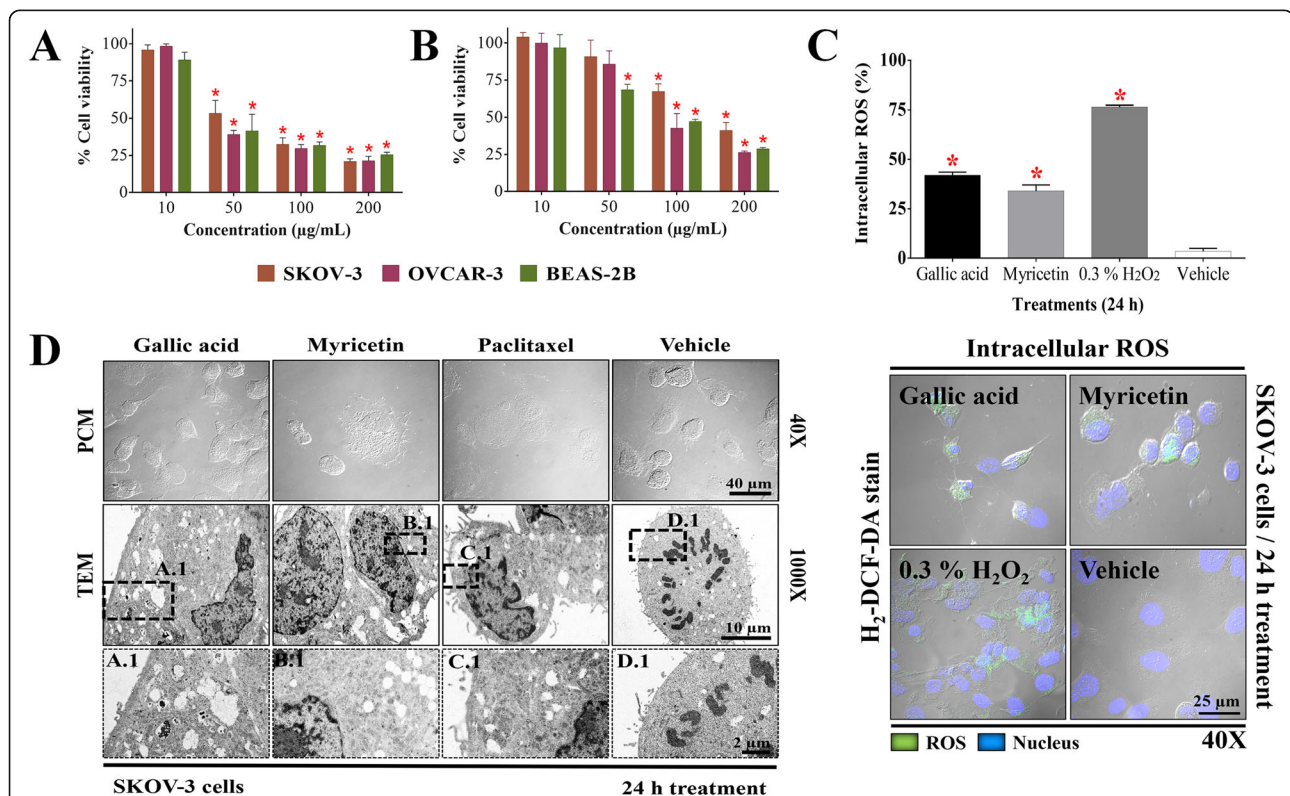 A
% Cell viability
100
75
50
25
0
* * *
* * *
* * *
10 50 100 200
Concentration (µg/mL)
B
% Cell viability
100
75
50
25
0
*
* * *
* * *
10 50 100 200
Concentration (µg/mL)
SKOV-3 OVCAR-3 BEAS-2B
C
Intracellular ROS (%)
100
75
50
25
0
* * *
Gallic acid Myricetin 0.3 % H₂O₂ Vehicle
Treatments (24 h)
D
Gallic acid Myricetin Paclitaxel Vehicle
PCM
40X
40 µm
TEM
1000X
A.1
B.1
C.1
D.1
10 µm
A.1 B.1 C.1 D.1
2 µm
SKOV-3 cells 24 h treatment
Intracellular ROS
H₂-DCF-DA stain
SKOV-3 cells / 24 h treatment
Gallic acid Myricetin
0.3 % H₂O₂ Vehicle
25 µm
ROS Nucleus 40X